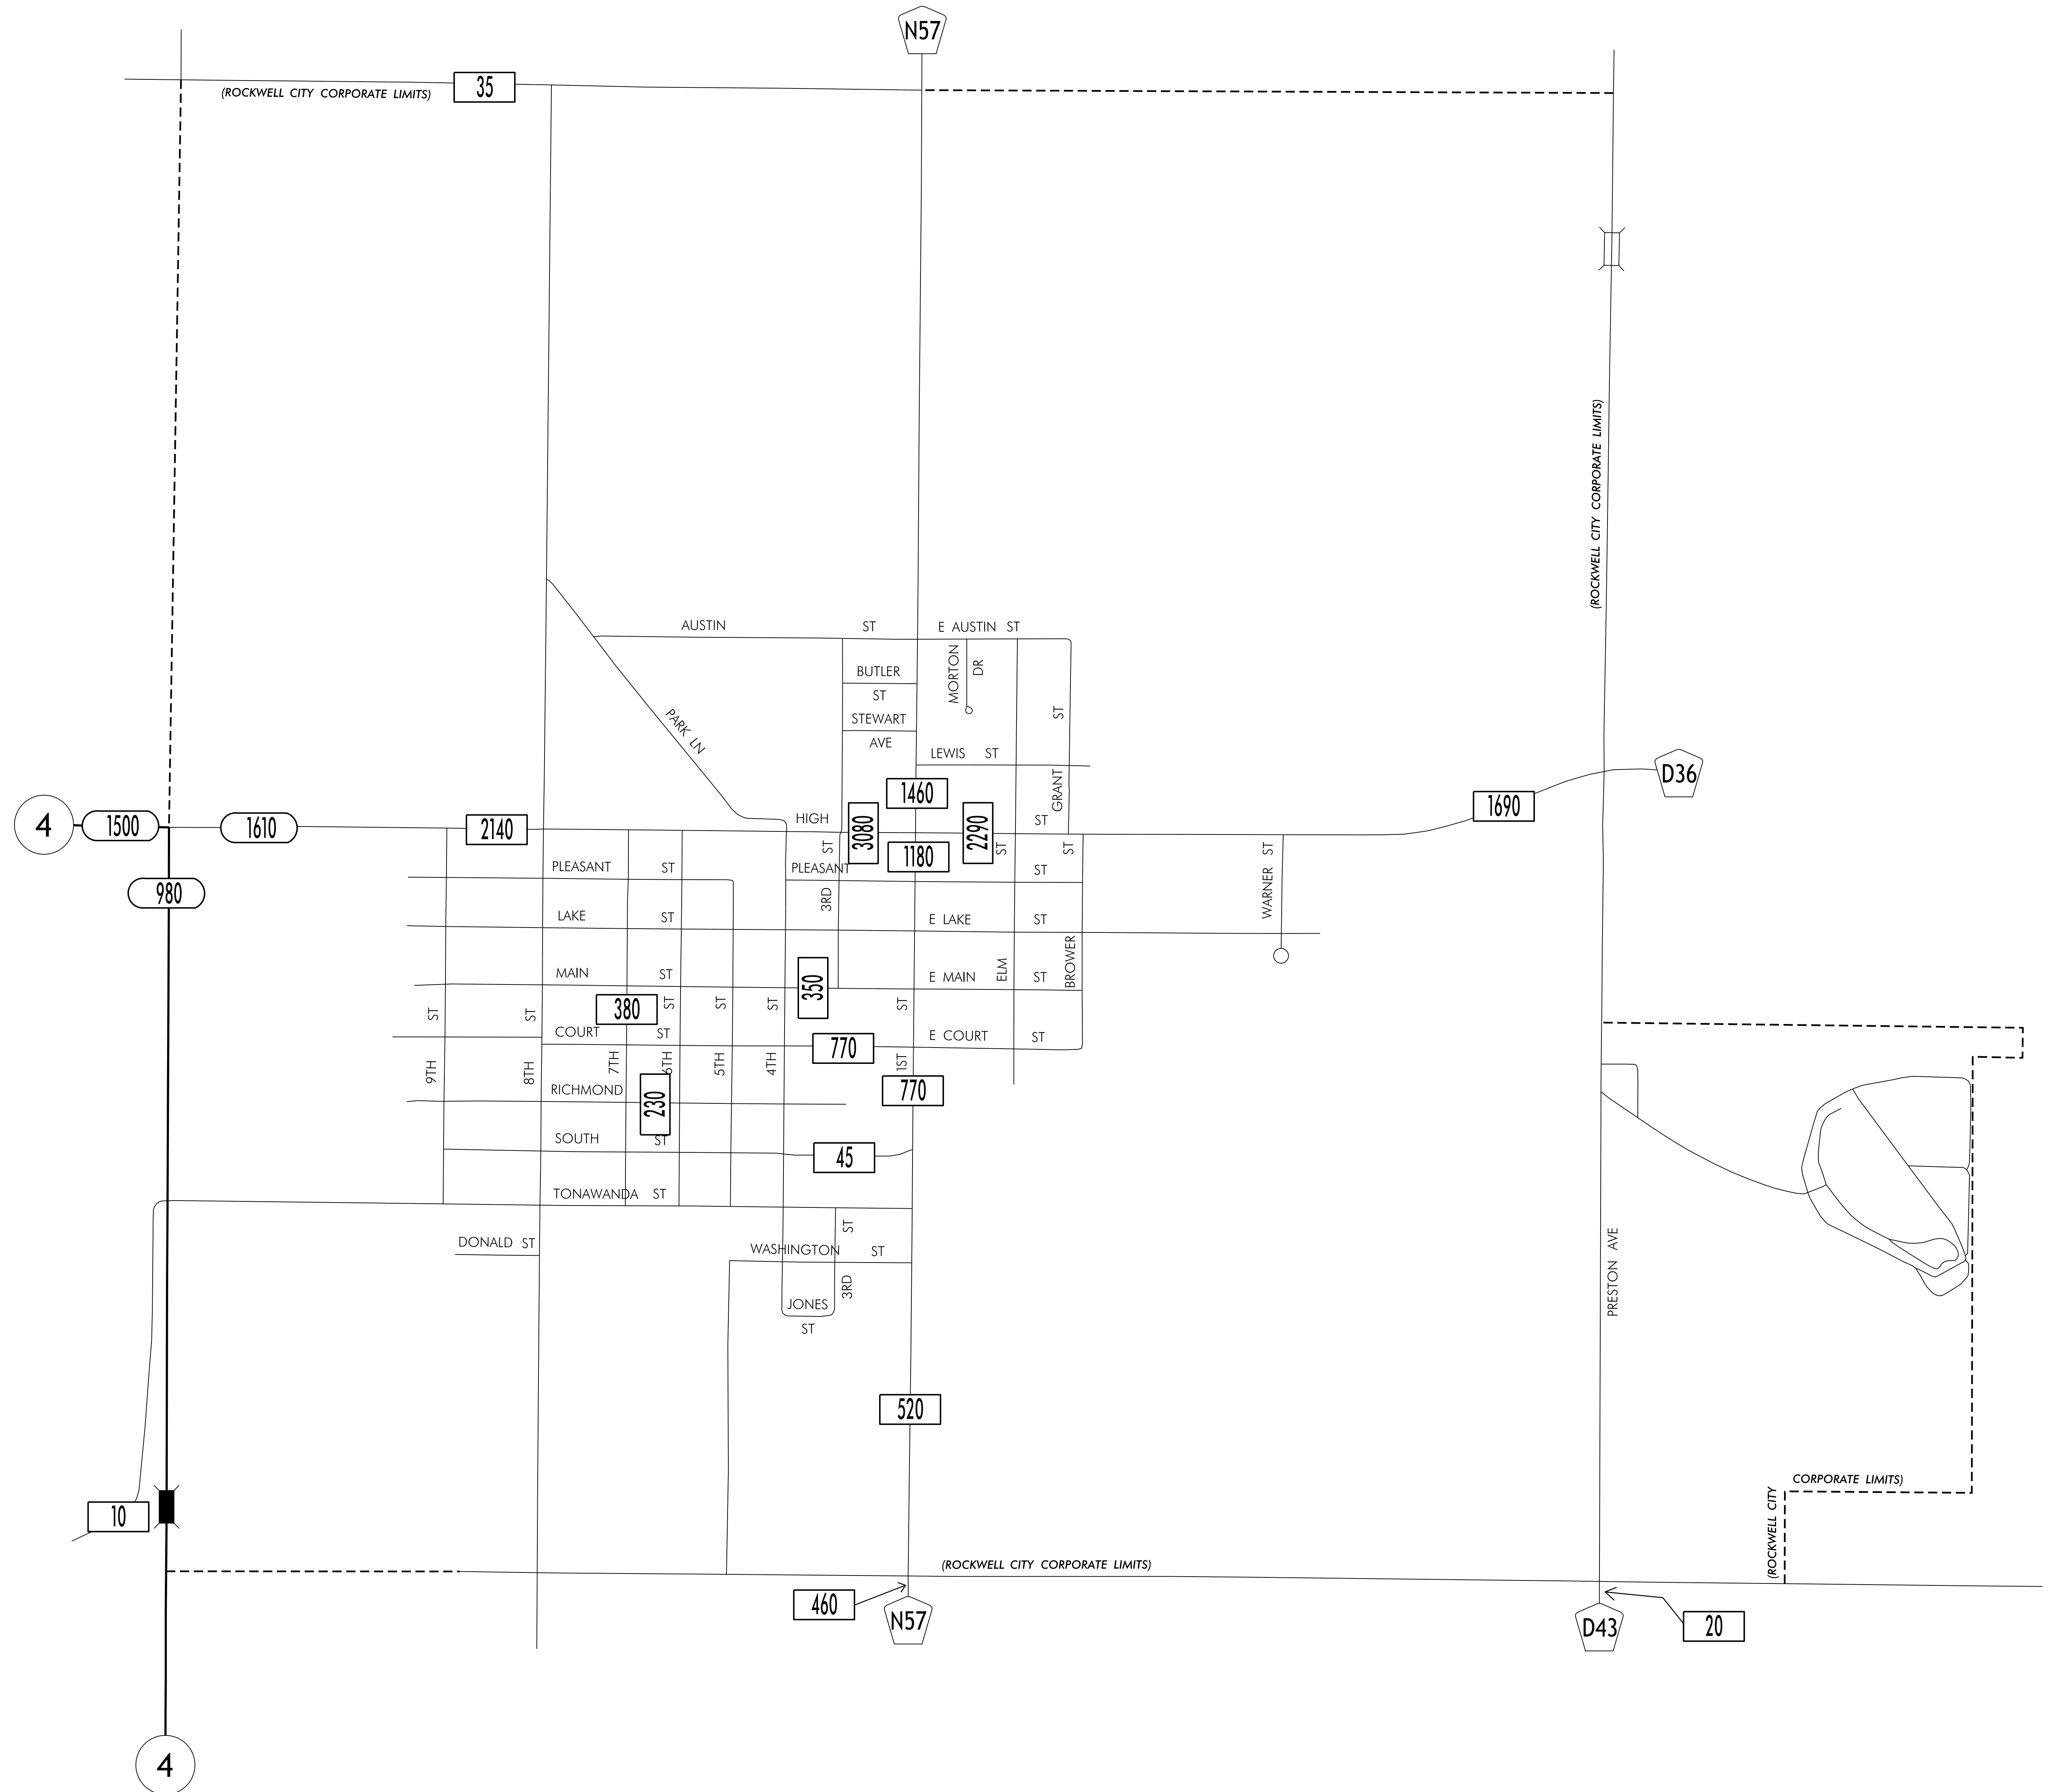 N57
35
(ROCKWELL CITY CORPORATE LIMITS)
(ROCKWELL CITY CORPORATE LIMITS)
AUSTIN ST
E AUSTIN ST
MORTON DR
BUTLER
ST
STEWART
AVE
PARK LN
LEWIS ST
GRANT ST
D36
1460
1690
4
1500
1610
2140
HIGH ST
3080
2290
1180
980
PLEASANT ST
PLEASANT ST
3RD ST
ELM ST
BROWER ST
WARNER ST
LAKE ST
E LAKE ST
MAIN ST
350
E MAIN ST
380
9TH ST
8TH ST
7TH
6TH ST
5TH ST
4TH ST
1ST ST
COURT ST
770
E COURT ST
770
RICHMOND
230
SOUTH ST
45
TONAWANDA ST
DONALD ST
WASHINGTON ST
3RD ST
JONES
ST
PRESTON AVE
520
10
CORPORATE LIMITS)
(ROCKWELL CITY
(ROCKWELL CITY CORPORATE LIMITS)
460
N57
D43
20
4